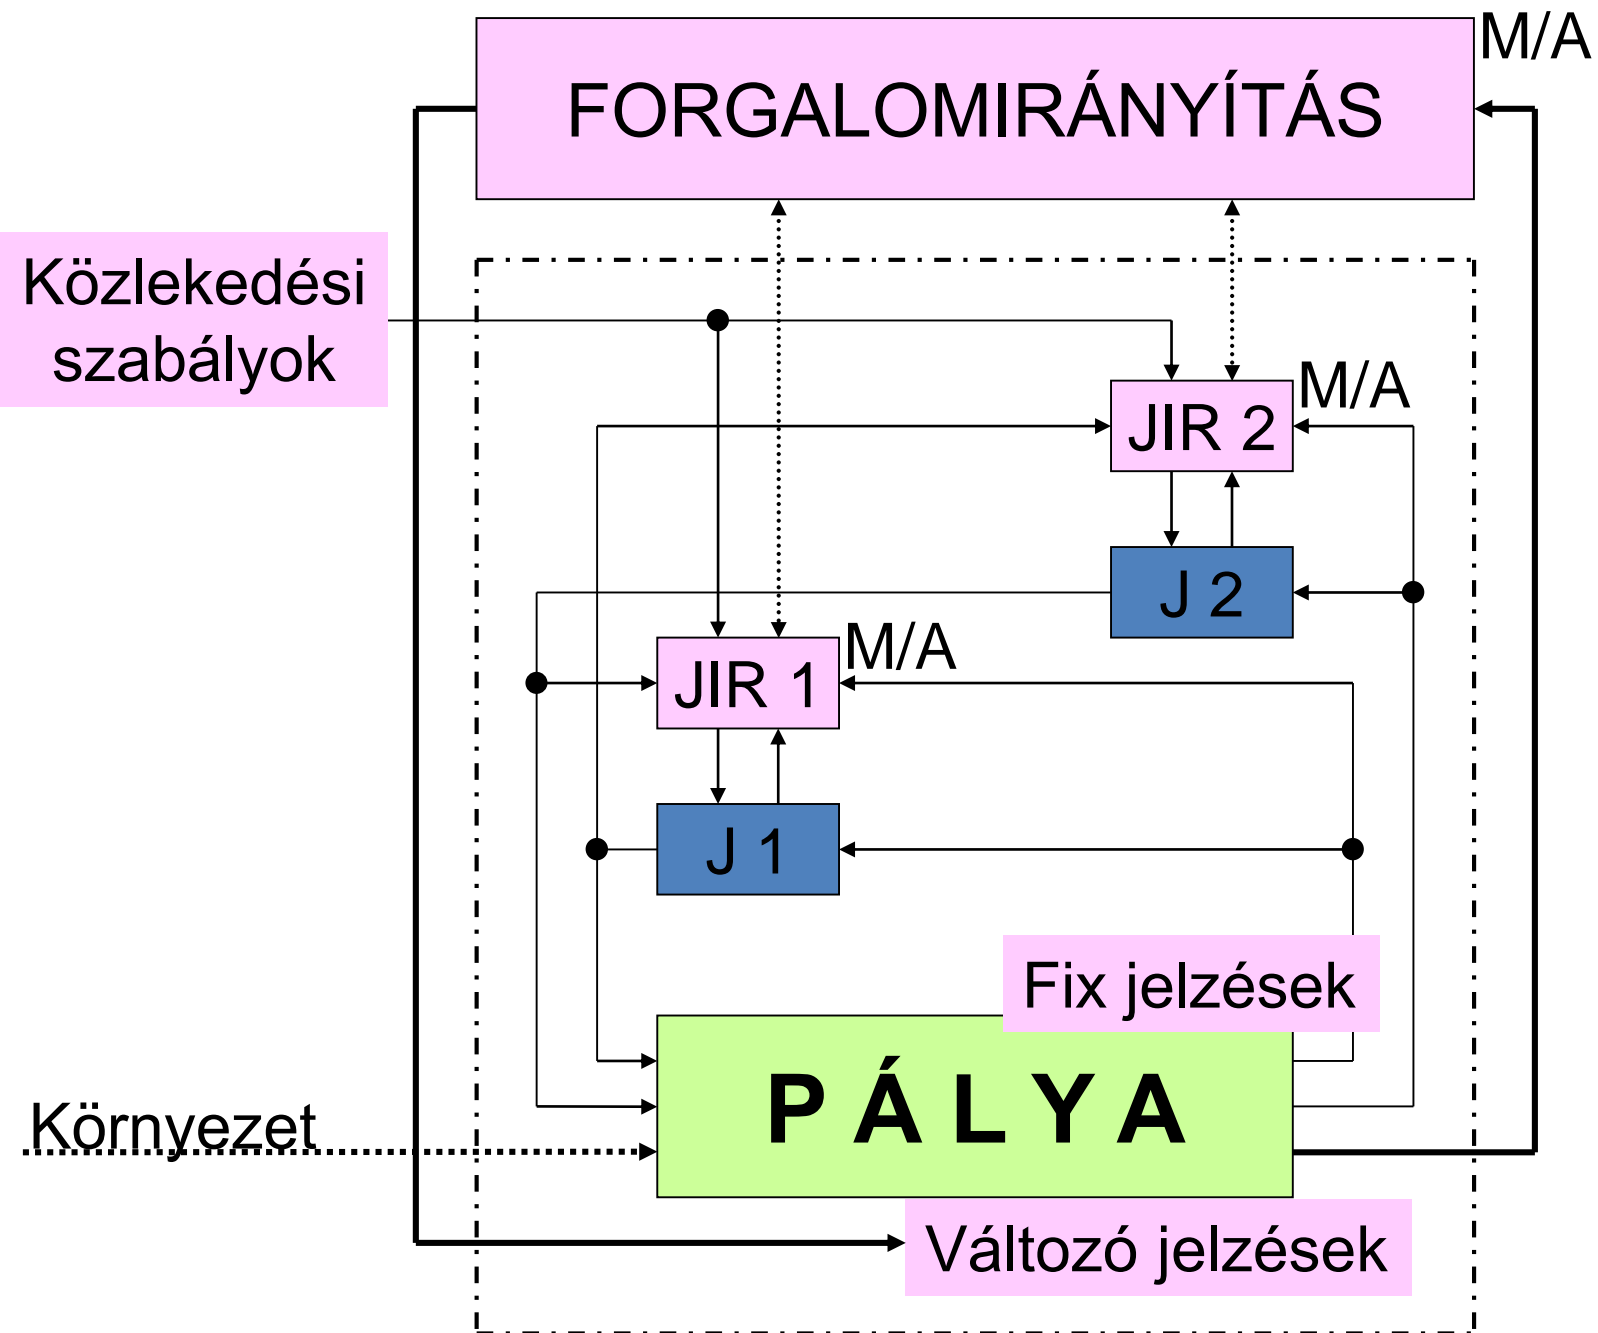 M/A
FORGALOMIRÁNYÍTÁS
Közlekedési
szabályok
M/A
JIR 2
J 2
M/A
JIR 1
J 1
Fix jelzések
P Á L Y A
Környezet
Változó jelzések